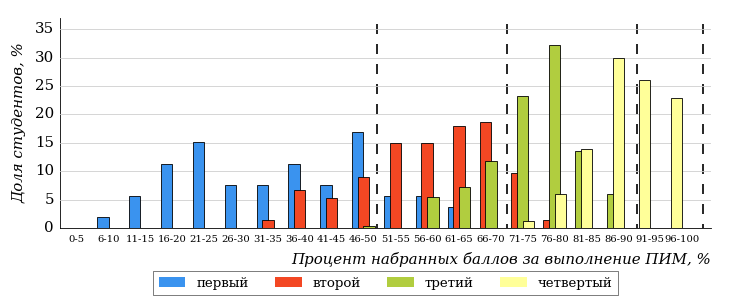 Доля студентов, %
35
30
25
20
15
10
5
0
0-5 6-10 11-15 16-20 21-25 26-30 31-35 36-40 41-45 46-50 51-55 56-60 61-65 66-70 71-75 76-80 81-85 86-90 91-95 96-100
Процент набранных баллов за выполнение ПИМ, %
первый второй третий четвертый